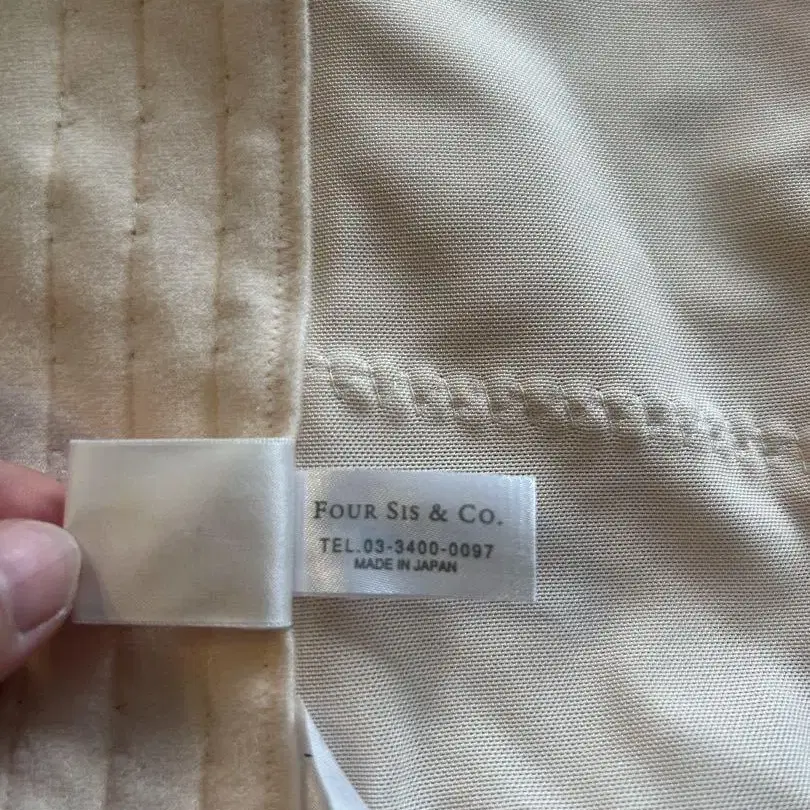 FOUR SIS & CO.
TEL.03-3400-0097
MADE IN JAPAN